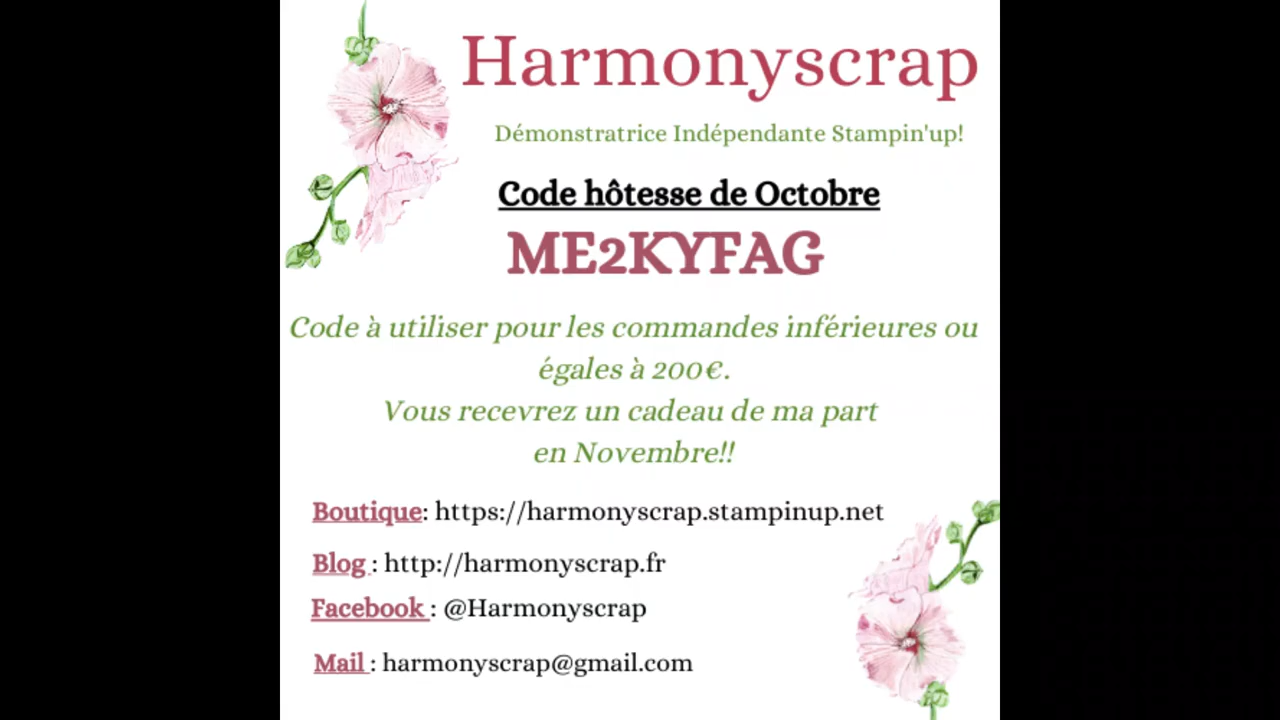 Harmonyscrap
Démonstratrice Indépendante Stampin'up!
Code hôtesse de Octobre
ME2KYFAG
Code à utiliser pour les commandes inférieures ou
égales à 200€.
Vous recevrez un cadeau de ma part
en Novembre!!
Boutique: https://harmonyscrap.stampinup.net
Blog : http://harmonyscrap.fr
Facebook : @Harmonyscrap
Mail : harmonyscrap@gmail.com